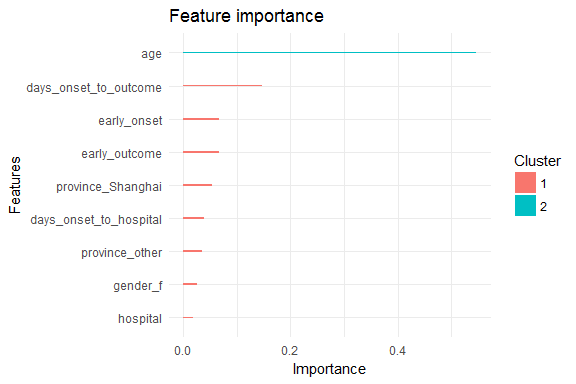 Feature importance
Features
age
days_onset_to_outcome
early_onset
early_outcome
province_Shanghai
days_onset_to_hospital
province_other
gender_f
hospital
0.0
0.2
0.4
Importance
Cluster
1
2